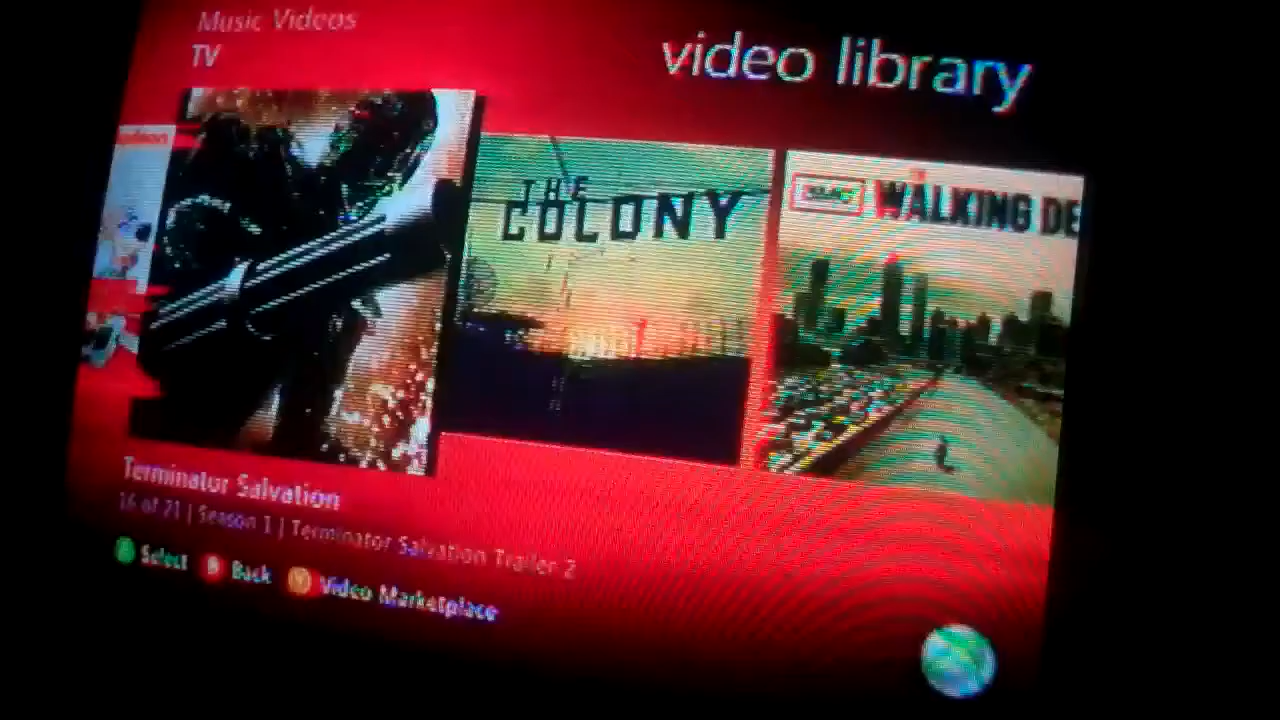 Music Videos
TV
video library
THE
COLONY
AMC
WALKING DE
Terminator Salvation
16 of 21 | Season 1 | Terminator Salvation Trailer 2
A Select B Back Y Video Marketplace